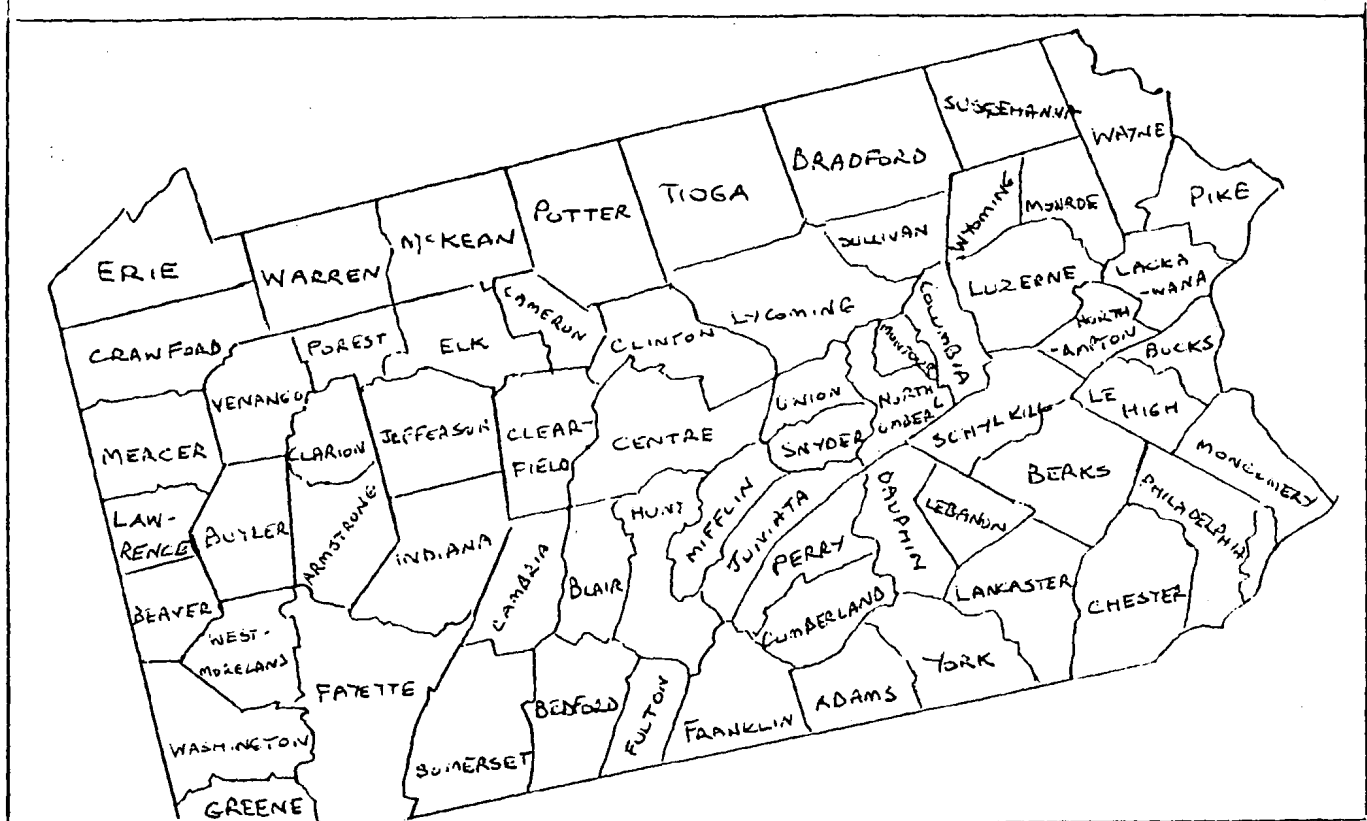 SUSQEHANNA
WAYNE
BRADFORD
TIOGA
PIKE
POTTER
WYOMING
MONROE
McKEAN
SULLIVAN
ERIE
WARREN
LUZERNE
LACKA
-WANA
CAMERON
COLUMBIA
LYCOMING
NORTH
-AMPTON
CRAWFORD
FOREST
ELK
CLINTON
MONTOUR
BUCKS
VENANGO
UNION
NORTH
UMBERL
LE
HIGH
JEFFERSON
CLEAR-
FIELD
CENTRE
SNYDER
SCHYLKILL
MERCER
CLARION
BERKS
MONGLMERY
PHILADELPHIA
LAW-
RENCE
BUTLER
ARMSTRONG
INDIANA
HUNT
MIFFLIN
JUNIATA
PERRY
DAUPHIN
LEBANON
CAMBRIA
BLAIR
LANCASTER
CHESTER
BEAVER
CUMBERLAND
WEST-
MORELAND
YORK
FAYETTE
BEDFORD
FULTON
ADAMS
FRANKLIN
WASHINGTON
SOMERSET
GREENE